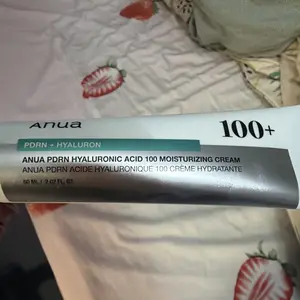 Anua
100+
PDRN - HYALURON
ANUA PDRN HYALURONIC ACID 100 MOISTURIZING CREAM
ANUA PDRN ACIDE HYALURONIQUE 100 CRÈME HYDRATANTE